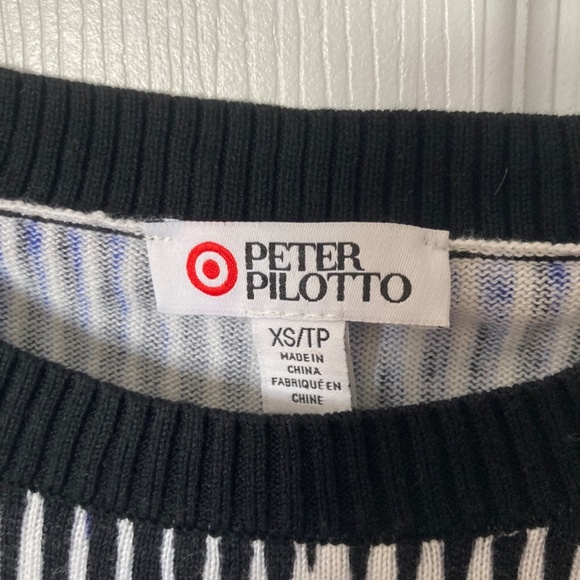 PETER
PILOTTO
XS/TP
MADE IN
CHINA
FABRIQUÉ EN
CHINE